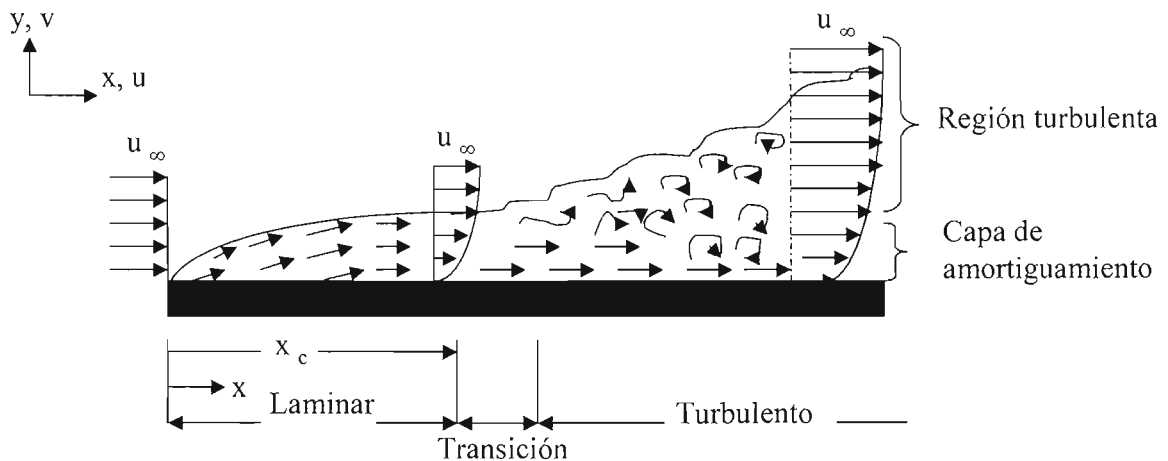 y, v
x, u
u ∞
u ∞
u ∞
Región turbulenta
Capa de
amortiguamiento
x c
x
Laminar
Transición
Turbulento